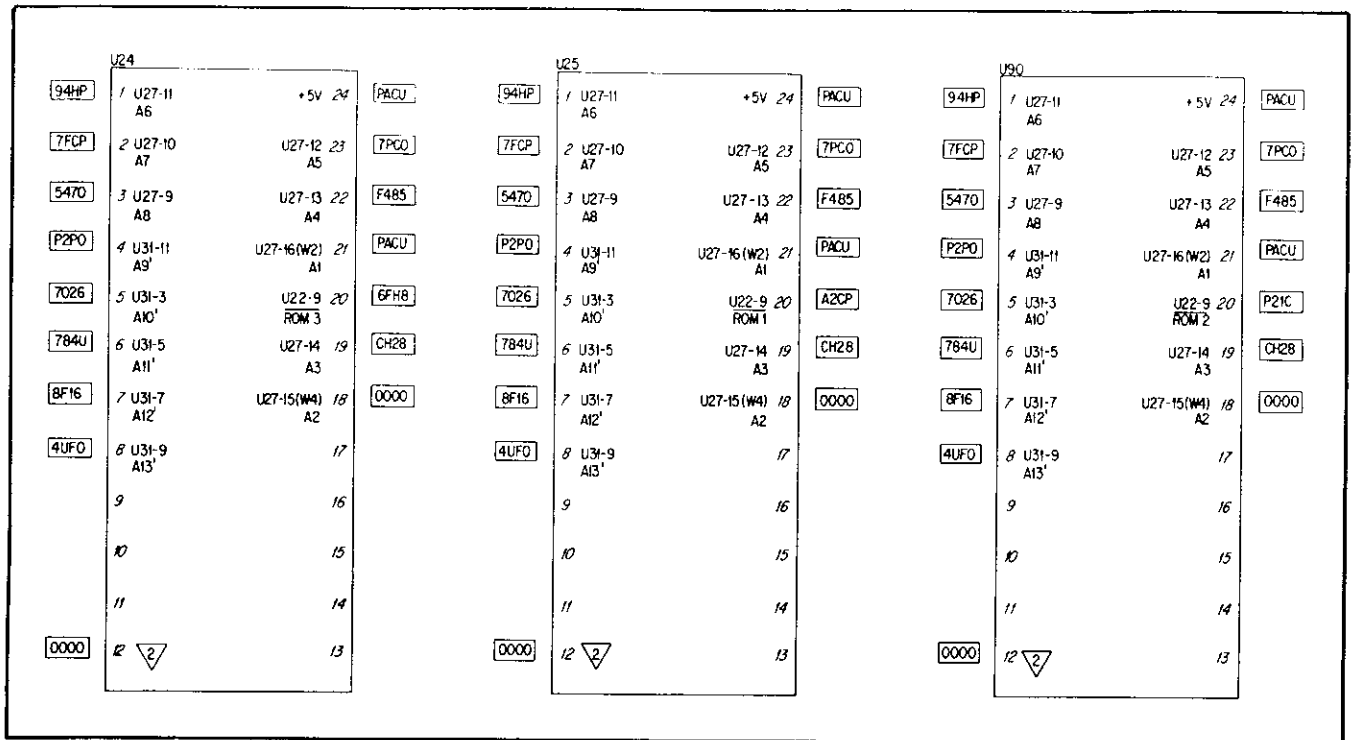 U24
94HP 1 U27-11 +5V 24 PACU
A6
7FCP 2 U27-10 U27-12 23 7PC0
A7 A5
5470 3 U27-9 U27-13 22 F485
A8 A4
P2P0 4 U31-11 U27-16(W2) 21 PACU
A9' A1
7026 5 U31-3 U22-9 20 6FH8
A10' ROM 3
784U 6 U31-5 U27-14 19 CH28
A11' A3
8F16 7 U31-7 U27-15(W4) 18 0000
A12' A2
4UF0 8 U31-9 17
A13'
9 16
10 15
11 14
0000 12 2 13
U25
94HP 1 U27-11 +5V 24 PACU
A6
7FCP 2 U27-10 U27-12 23 7PC0
A7 A5
5470 3 U27-9 U27-13 22 F485
A8 A4
P2P0 4 U31-11 U27-16(W2) 21 PACU
A9' A1
7026 5 U31-3 U22-9 20 A2CP
A10' ROM 1
784U 6 U31-5 U27-14 19 CH28
A11' A3
8F16 7 U31-7 U27-15(W4) 18 0000
A12' A2
4UF0 8 U31-9 17
A13'
9 16
10 15
11 14
0000 12 2 13
U90
94HP 1 U27-11 +5V 24 PACU
A6
7FCP 2 U27-10 U27-12 23 7PC0
A7 A5
5470 3 U27-9 U27-13 22 F485
A8 A4
P2P0 4 U31-11 U27-16(W2) 21 PACU
A9' A1
7026 5 U31-3 U22-9 20 P21C
A10' ROM 2
784U 6 U31-5 U27-14 19 CH28
A11' A3
8F16 7 U31-7 U27-15(W4) 18 0000
A12' A2
4UF0 8 U31-9 17
A13'
9 16
10 15
11 14
0000 12 2 13